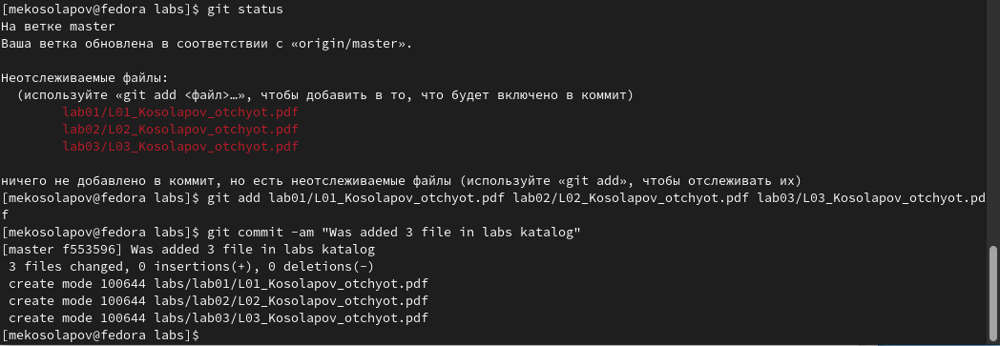 [mekosolapov@fedora labs]$ git status
На ветке master
Ваша ветка обновлена в соответствии с «origin/master».
Неотслеживаемые файлы:
(используйте «git add <файл>…», чтобы добавить в то, что будет включено в коммит)
lab01/L01_Kosolapov_otchyot.pdf
lab02/L02_Kosolapov_otchyot.pdf
lab03/L03_Kosolapov_otchyot.pdf
ничего не добавлено в коммит, но есть неотслеживаемые файлы (используйте «git add», чтобы отслеживать их)
[mekosolapov@fedora labs]$ git add lab01/L01_Kosolapov_otchyot.pdf lab02/L02_Kosolapov_otchyot.pdf lab03/L03_Kosolapov_otchyot.pd
f
[mekosolapov@fedora labs]$ git commit -am "Was added 3 file in labs katalog"
[master f553596] Was added 3 file in labs katalog
3 files changed, 0 insertions(+), 0 deletions(-)
create mode 100644 labs/lab01/L01_Kosolapov_otchyot.pdf
create mode 100644 labs/lab02/L02_Kosolapov_otchyot.pdf
create mode 100644 labs/lab03/L03_Kosolapov_otchyot.pdf
[mekosolapov@fedora labs]$